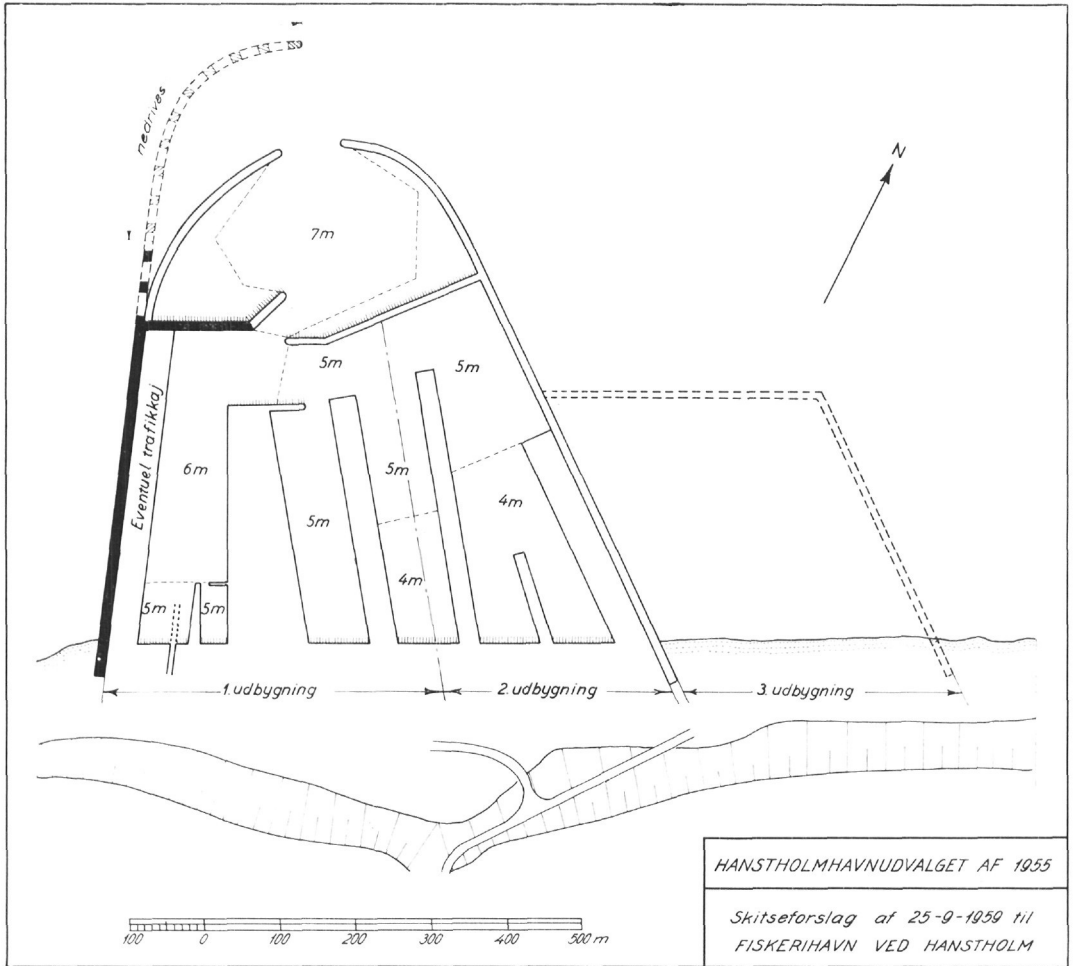 nedrives
N
7m
5m
5m
Eventuel trafikkaj
6m
5m
5m
4m
4m
5m
5m
1. udbygning
2. udbygning
3. udbygning
HANSTHOLMHAVNUDVALGET AF 1955
Skitseforslag af 25-9-1959 til
FISKERIHAVN VED HANSTHOLM
100 0 100 200 300 400 500 m